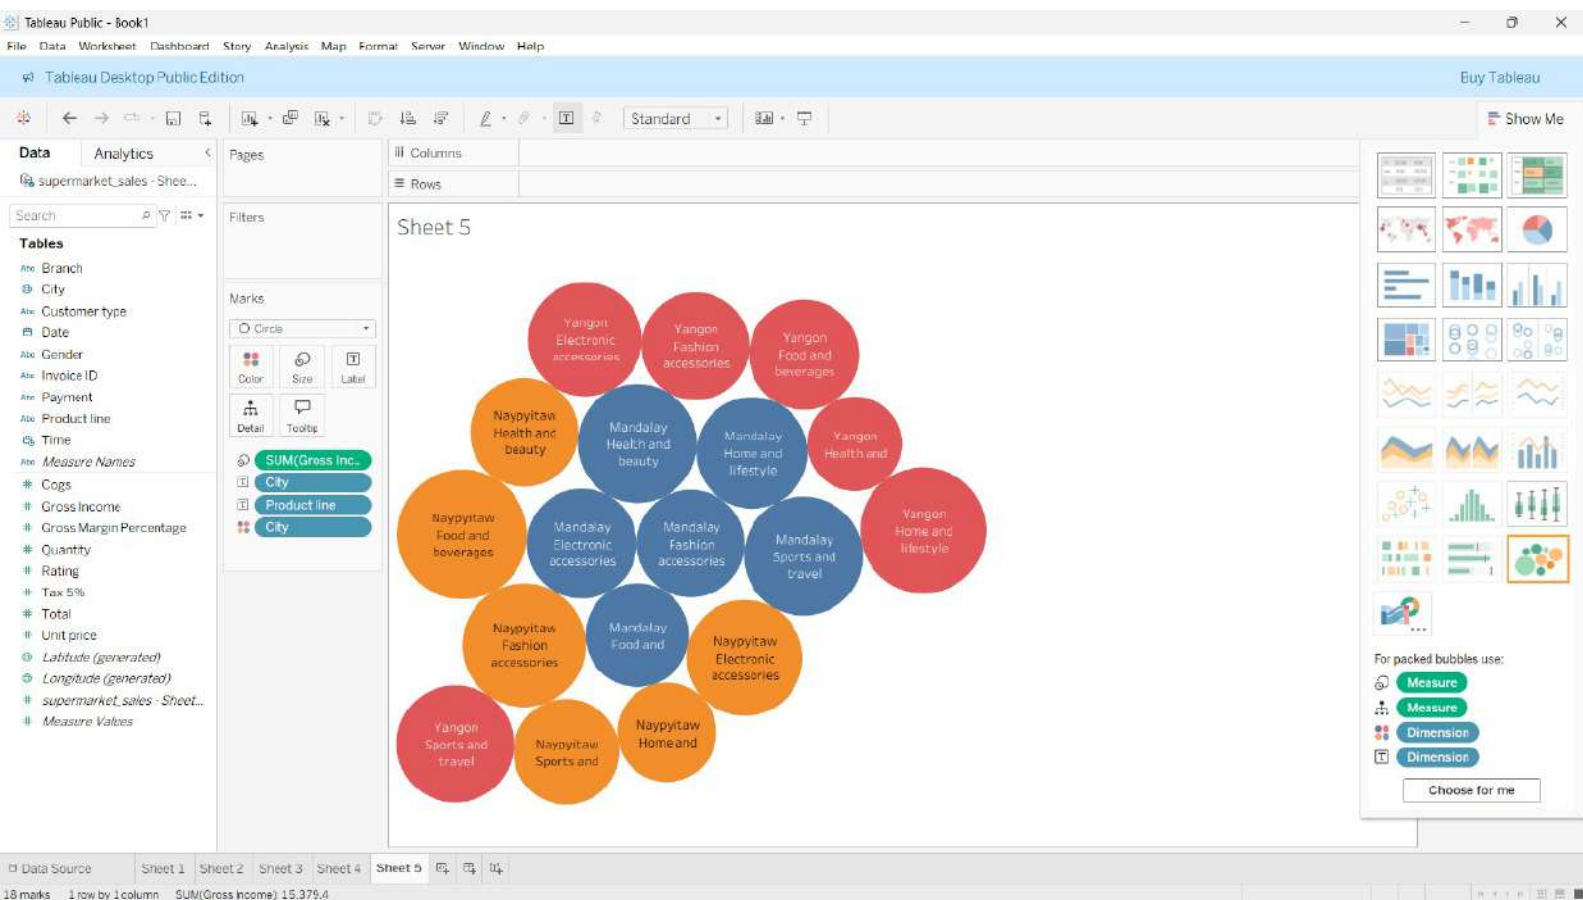 Tableau Public - Book1
File Data Worksheet Dashboard Story Analysis Map Format Server Window Help
Tableau Desktop Public Edition
Buy Tableau
Standard
Show Me
Data
Analytics
supermarket_sales - Shee...
Search
Tables
Abc Branch
City
Abc Customer type
Date
Abc Gender
Abc Invoice ID
Abc Payment
Abc Product line
Time
Abc Measure Names
# Cogs
# Gross Income
# Gross Margin Percentage
# Quantity
# Rating
# Tax 5%
# Total
# Unit price
Latitude (generated)
Longitude (generated)
# supermarket_sales - Sheet...
# Measure Values
Pages
Filters
Marks
Circle
Color
Size
Label
Detail
Tooltip
SUM(Gross Inc..
City
Product line
City
Columns
Rows
Sheet 5
Yangon
Electronic
accessories
Yangon
Fashion
accessories
Yangon
Food and
beverages
Naypyitaw
Health and
beauty
Mandalay
Health and
beauty
Mandalay
Home and
lifestyle
Yangon
Health and
Naypyitaw
Food and
beverages
Mandalay
Electronic
accessories
Mandalay
Fashion
accessories
Mandalay
Sports and
travel
Yangon
Home and
lifestyle
Naypyitaw
Fashion
accessories
Mandalay
Food and
Naypyitaw
Electronic
accessories
Yangon
Sports and
travel
Naypyitaw
Sports and
Naypyitaw
Home and
For packed bubbles use:
Measure
Measure
Dimension
Dimension
Choose for me
Data Source
Sheet 1
Sheet 2
Sheet 3
Sheet 4
Sheet 5
18 marks 1 row by 1 column SUM(Gross Income): 15,379.4